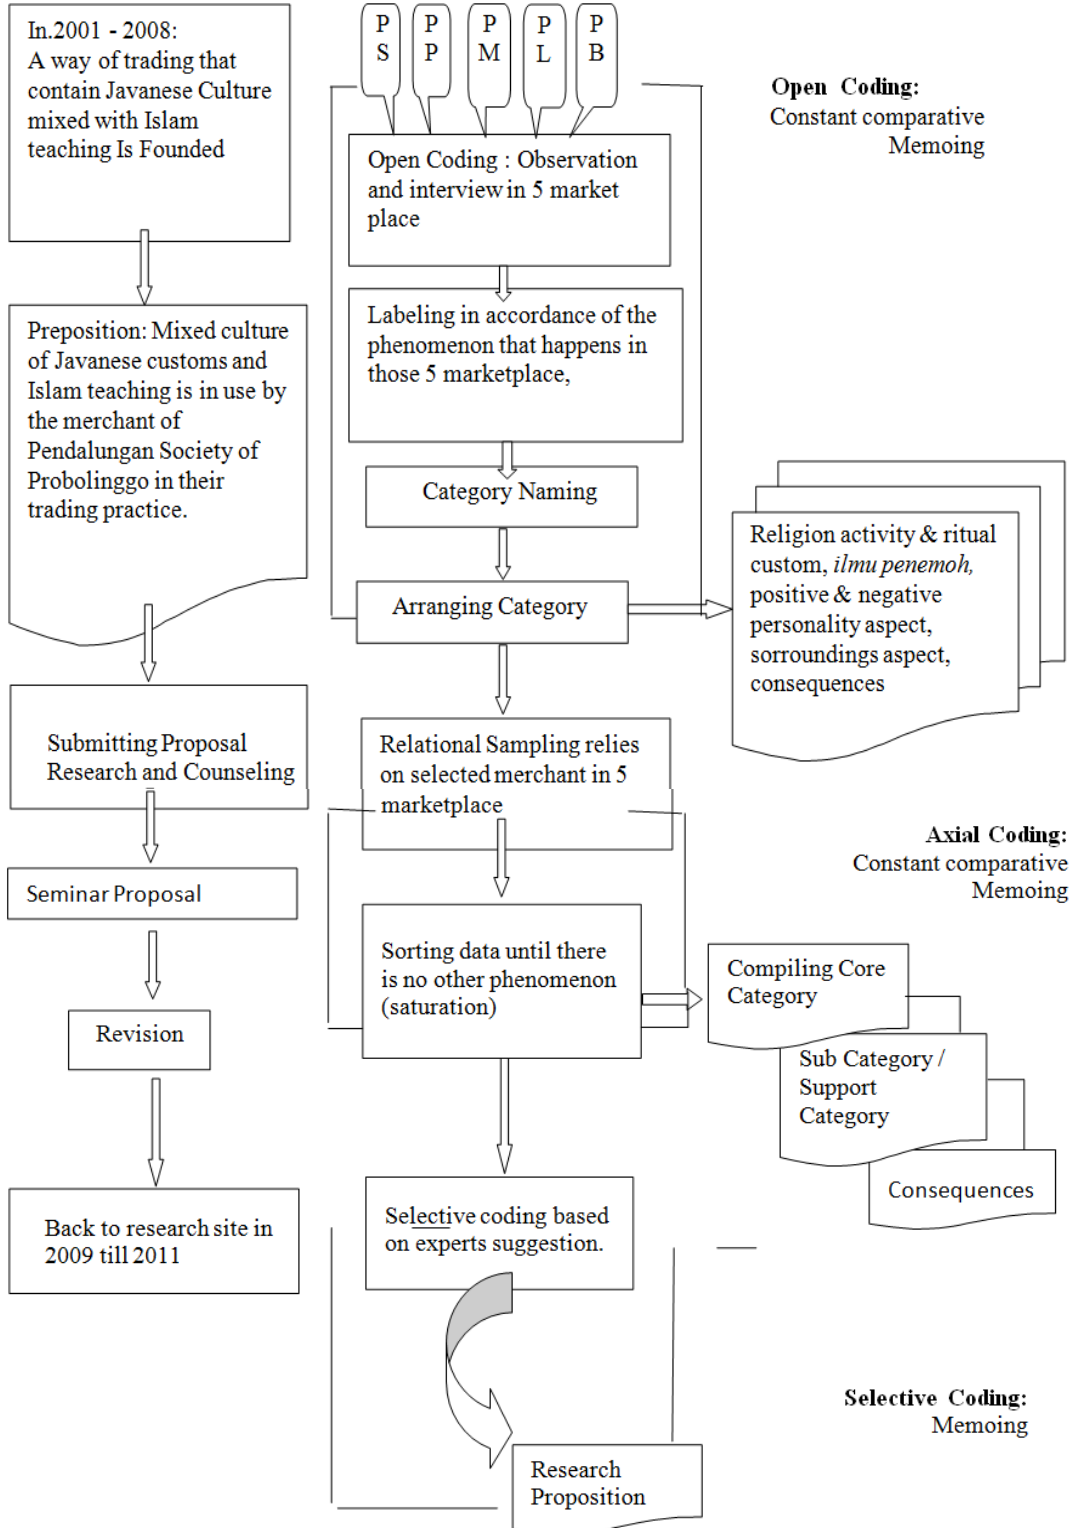 In.2001 - 2008:
A way of trading that
contain Javanese Culture
mixed with Islam
teaching Is Founded
Preposition: Mixed culture
of Javanese customs and
Islam teaching is in use by
the merchant of
Pendalungan Society of
Probolinggo in their
trading practice.
Submitting Proposal
Research and Counseling
Seminar Proposal
Revision
Back to research site in
2009 till 2011
P
S
P
P
P
M
P
L
P
B
Open Coding : Observation
and interview in 5 market
place
Labeling in accordance of the
phenomenon that happens in
those 5 marketplace,
Category Naming
Arranging Category
Relational Sampling relies
on selected merchant in 5
marketplace
Sorting data until there
is no other phenomenon
(saturation)
Selective coding based
on experts suggestion.
Research
Proposition
Open Coding:
Constant comparative
Memoing
Religion activity & ritual
custom, ilmu penemoh,
positive & negative
personality aspect,
sorroundings aspect,
consequences
Axial Coding:
Constant comparative
Memoing
Compiling Core
Category
Sub Category /
Support
Category
Consequences
Selective Coding:
Memoing